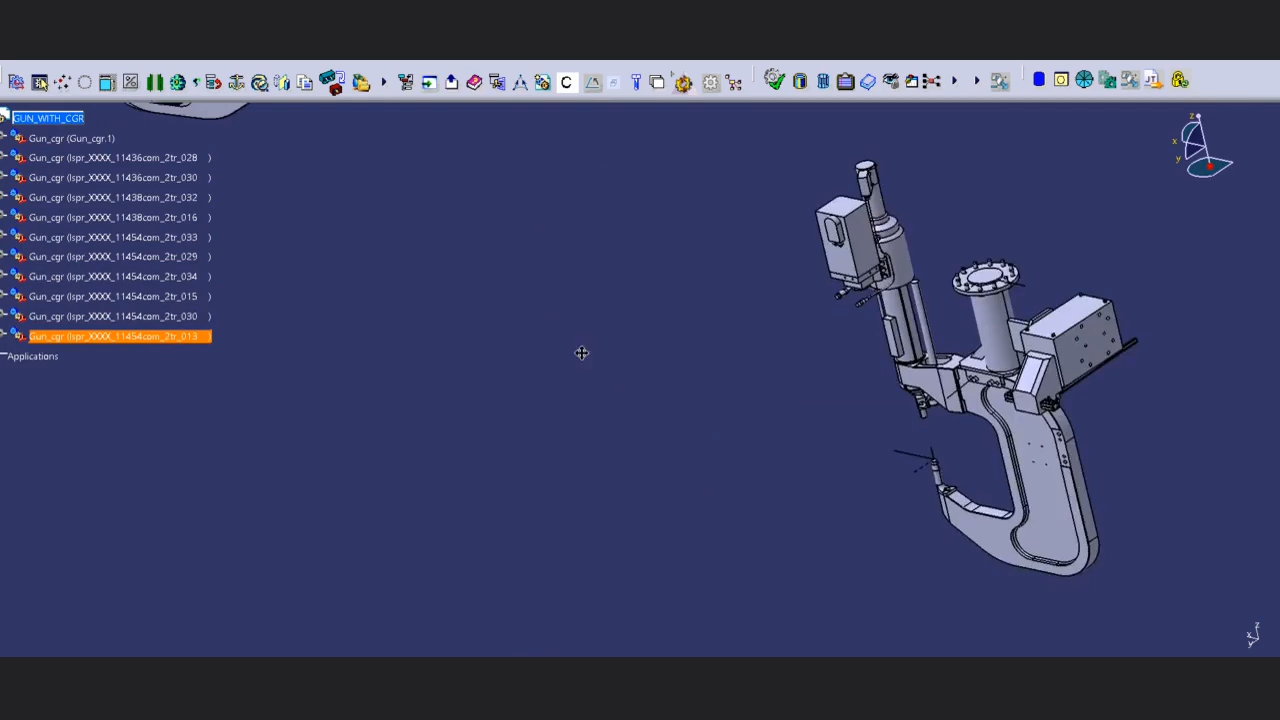 C
JT
GUN_WITH_CGR
Gun_cgr (Gun_cgr.1)
Gun_cgr (lspr_XXXX_11436com_2tr_028 )
Gun_cgr (lspr_XXXX_11436com_2tr_030 )
Gun_cgr (lspr_XXXX_11438com_2tr_032 )
Gun_cgr (lspr_XXXX_11438com_2tr_016 )
Gun_cgr (lspr_XXXX_11454com_2tr_033 )
Gun_cgr (lspr_XXXX_11454com_2tr_029 )
Gun_cgr (lspr_XXXX_11454com_2tr_034 )
Gun_cgr (lspr_XXXX_11454com_2tr_015 )
Gun_cgr (lspr_XXXX_11454com_2tr_030 )
Gun_cgr (lspr_XXXX_11454com_2tr_013 )
Applications
z
x
y
z
x
y